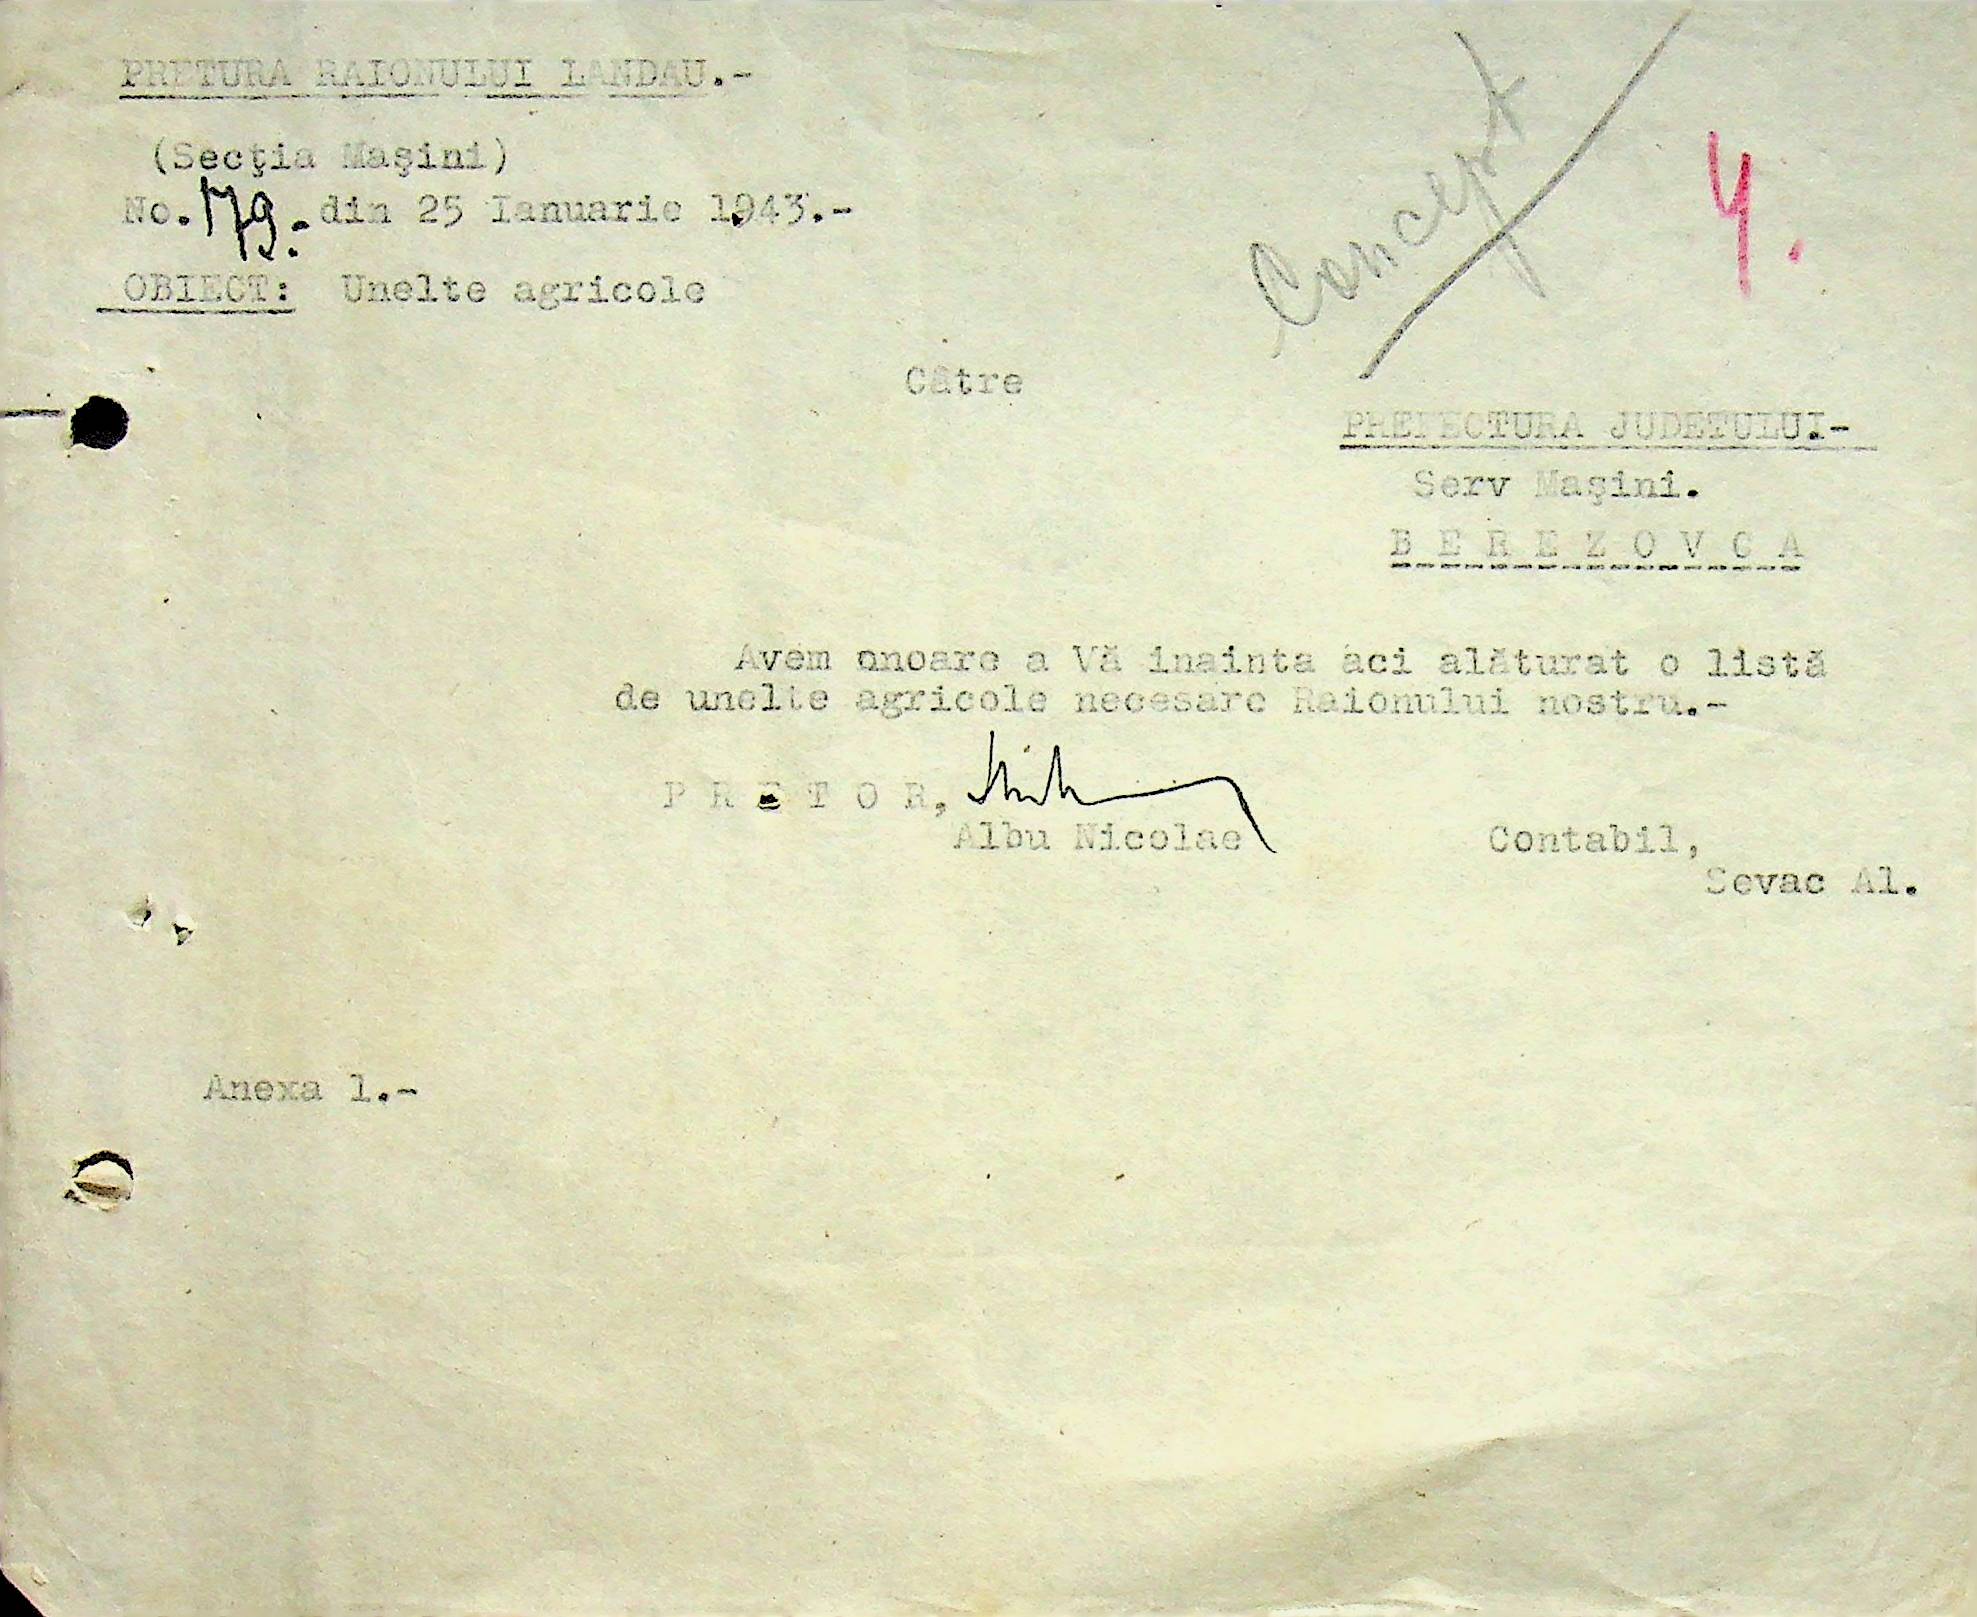 PRETURA RAIONULUI LANDAU.-
(Secţia Maşini)
No. 179.- din 25 Ianuarie 1943.-
OBIECT: Unelte agricole
Concept
4.
Către
PREFECTURA JUDETULUI.-
Serv Maşini.
B E R E Z O V C A
Avem onoare a Vă inainta aci alăturat o listă
de unelte agricole necesare Raionului nostru.-
P R E T O R,
Albu Nicolae
Contabil,
Sevac Al.
Anexa 1.-